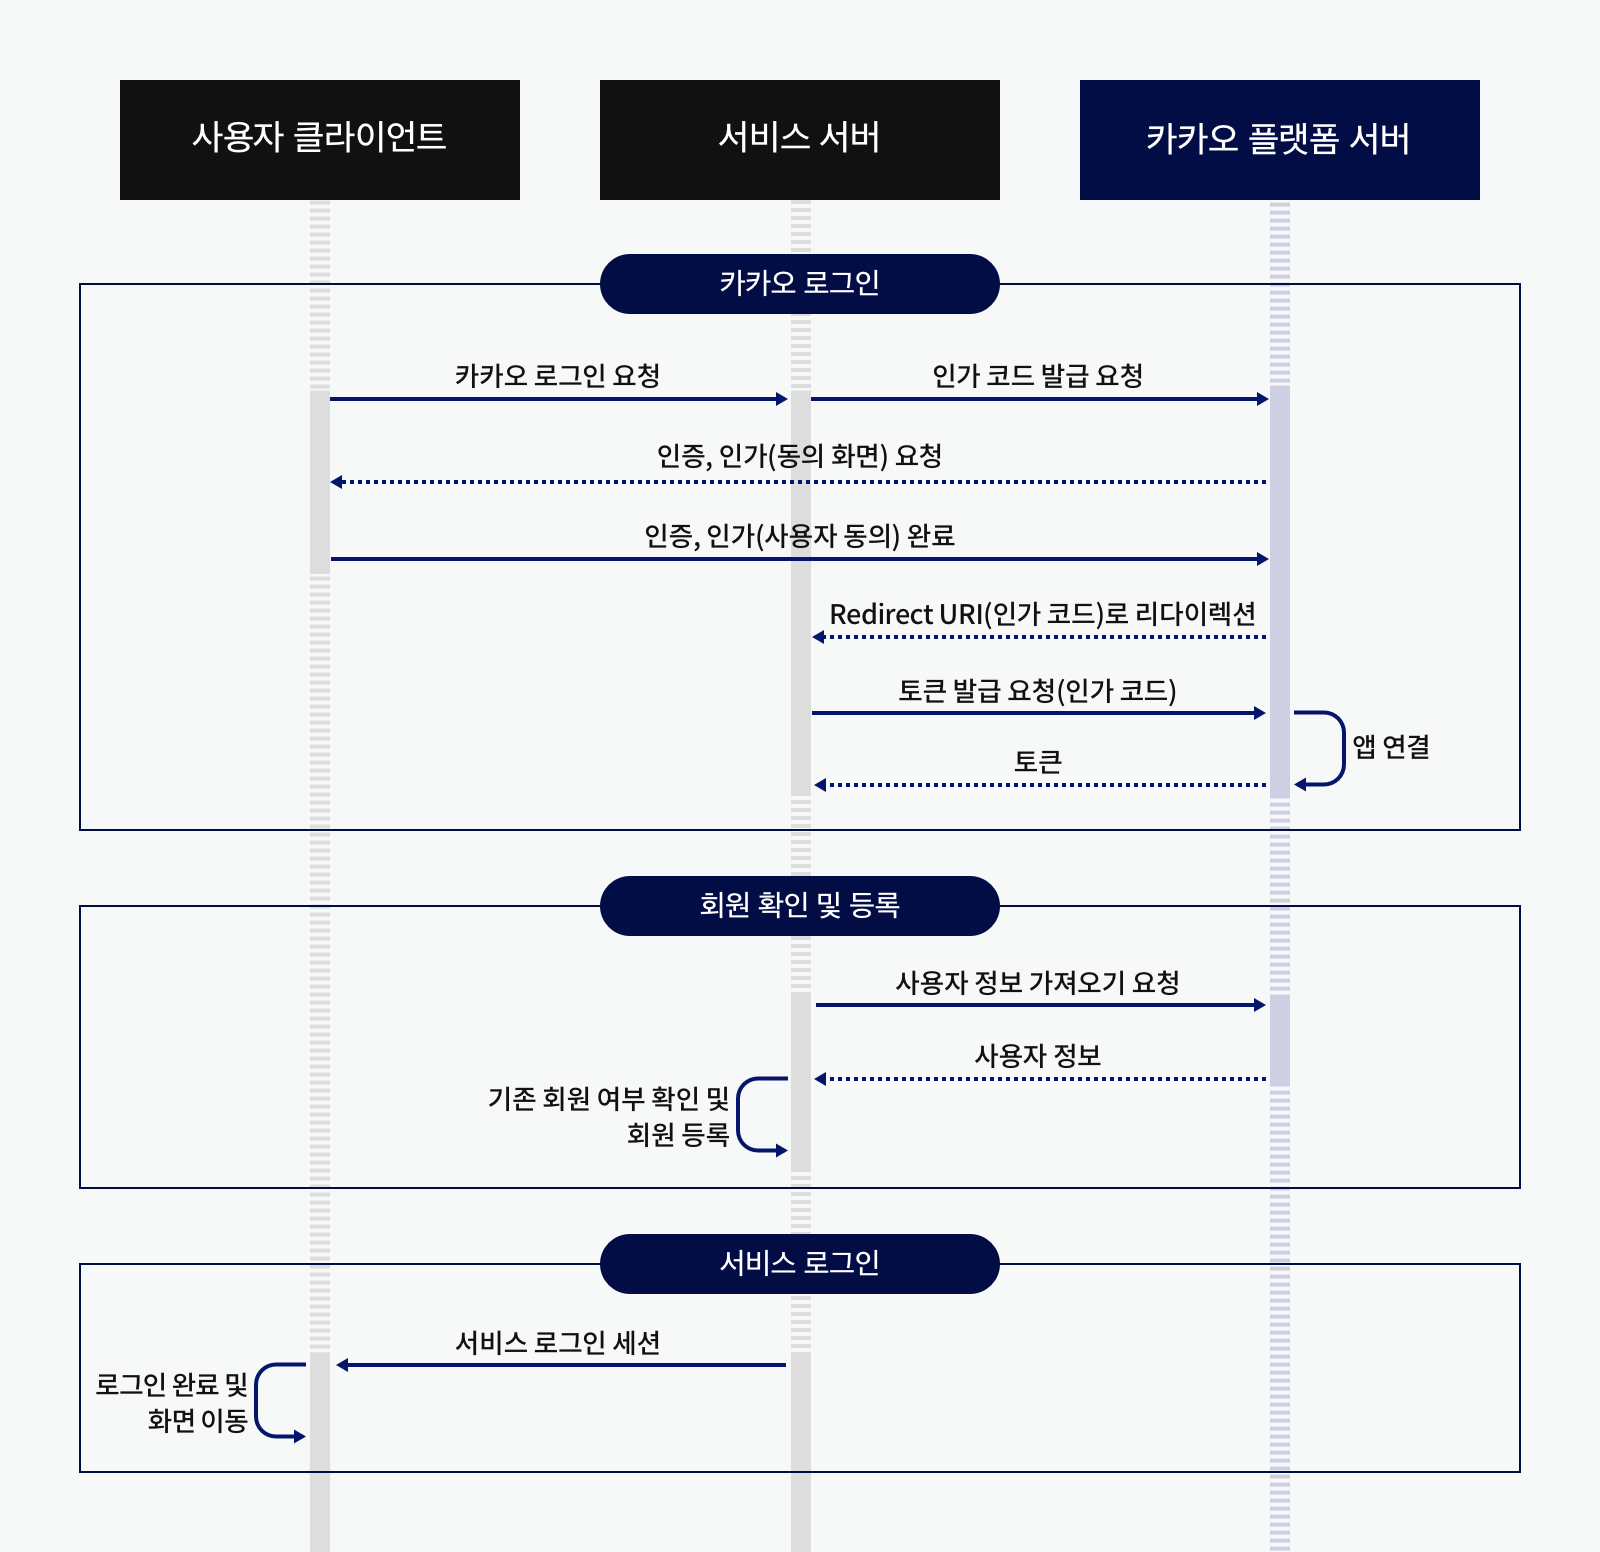 사용자 클라이언트
서비스 서버
카카오 플랫폼 서버
카카오 로그인
카카오 로그인 요청
인가 코드 발급 요청
인증, 인가(동의 화면) 요청
인증, 인가(사용자 동의) 완료
Redirect URI(인가 코드)로 리다이렉션
토큰 발급 요청(인가 코드)
앱 연결
토큰
회원 확인 및 등록
사용자 정보 가져오기 요청
사용자 정보
기존 회원 여부 확인 및
회원 등록
서비스 로그인
서비스 로그인 세션
로그인 완료 및
화면 이동